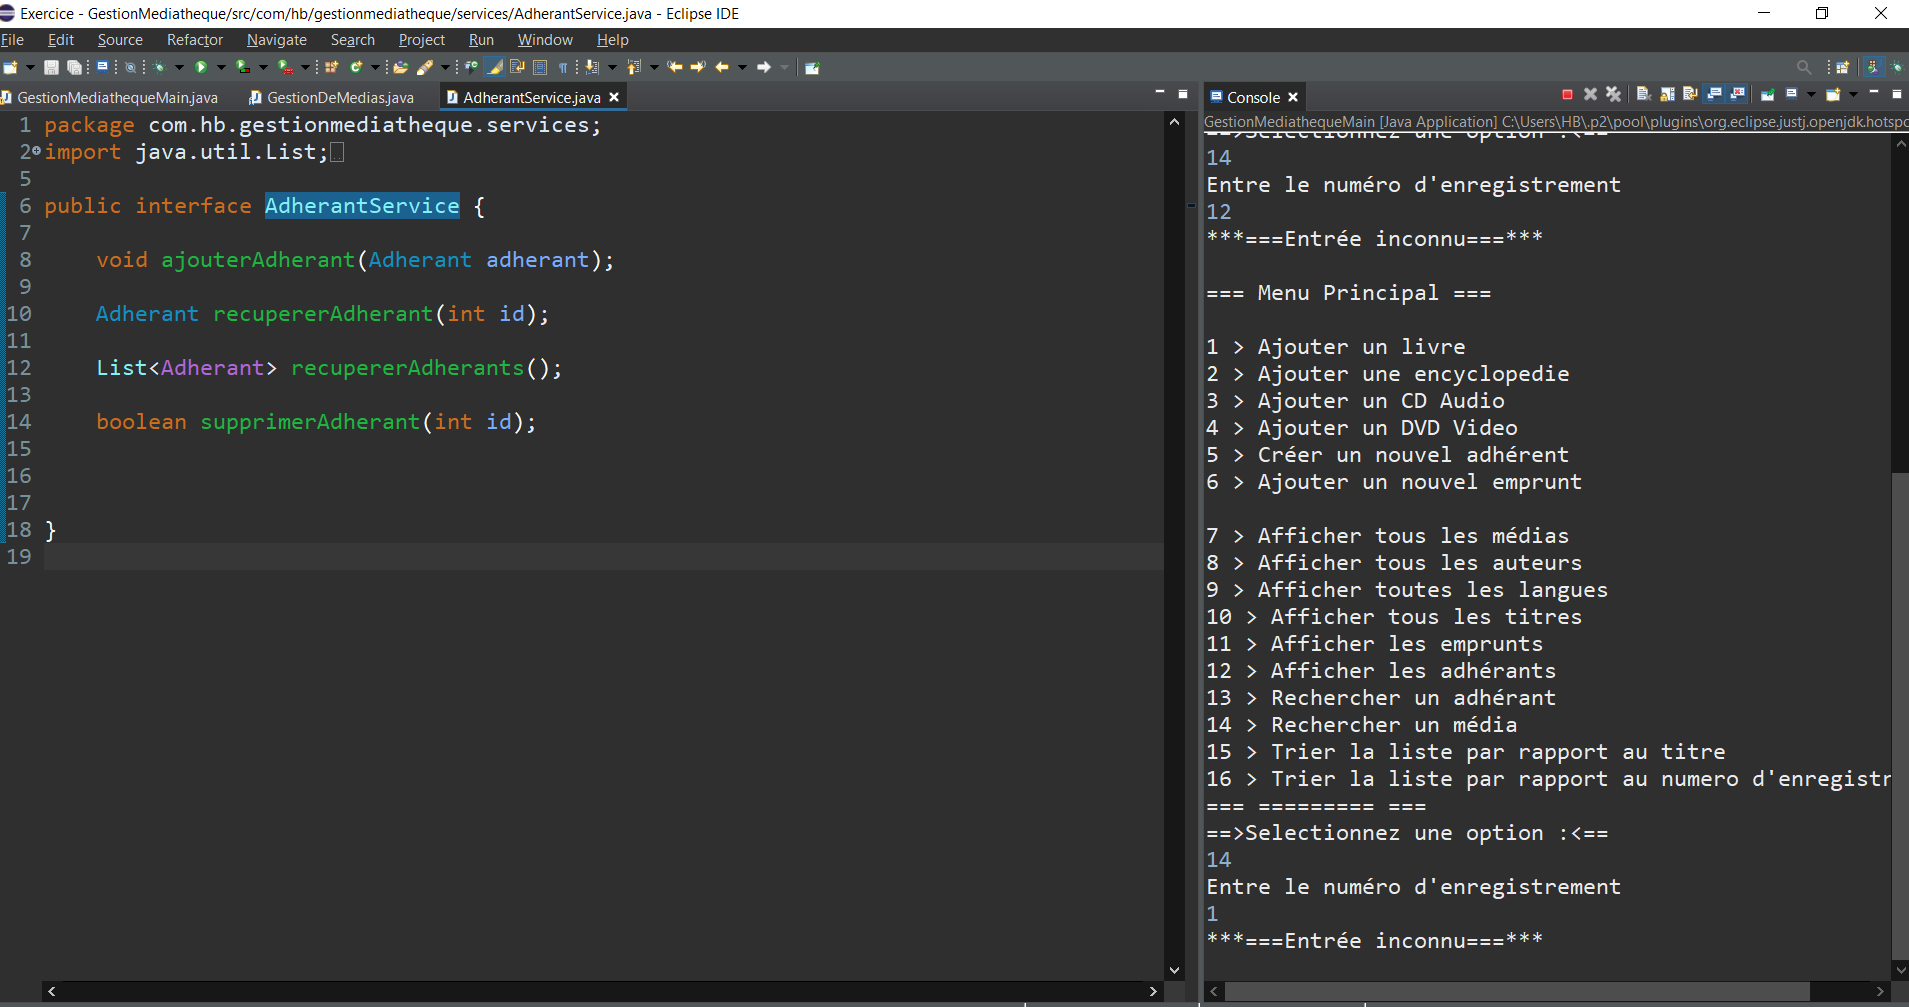 Exercice - GestionMediatheque/src/com/hb/gestionmediatheque/services/AdherantService.java - Eclipse IDE
File Edit Source Refactor Navigate Search Project Run Window Help
GestionMediathequeMain.java GestionDeMedias.java AdherantService.java
1 package com.hb.gestionmediatheque.services;
2 import java.util.List;
5
6 public interface AdherantService {
7
8 void ajouterAdherant(Adherant adherant);
9
10 Adherant recupererAdherant(int id);
11
12 List<Adherant> recupererAdherants();
13
14 boolean supprimerAdherant(int id);
15
16
17
18 }
19
Console
GestionMediathequeMain [Java Application] C:\Users\HB\.p2\pool\plugins\org.eclipse.justj.openjdk.hotspo
==>Selectionnez une option :<==
14
Entre le numéro d'enregistrement
12
***===Entrée inconnu===***
=== Menu Principal ===
1 > Ajouter un livre
2 > Ajouter une encyclopedie
3 > Ajouter un CD Audio
4 > Ajouter un DVD Video
5 > Créer un nouvel adhérent
6 > Ajouter un nouvel emprunt
7 > Afficher tous les médias
8 > Afficher tous les auteurs
9 > Afficher toutes les langues
10 > Afficher tous les titres
11 > Afficher les emprunts
12 > Afficher les adhérants
13 > Rechercher un adhérant
14 > Rechercher un média
15 > Trier la liste par rapport au titre
16 > Trier la liste par rapport au numero d'enregistr
=== ========= ===
==>Selectionnez une option :<==
14
Entre le numéro d'enregistrement
1
***===Entrée inconnu===***